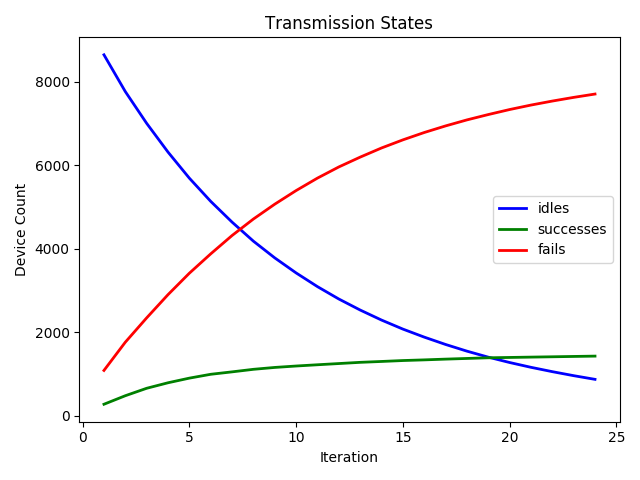 Transmission States
Device Count
8000
6000
4000
2000
0
idles
successes
fails
0 5 10 15 20 25
Iteration